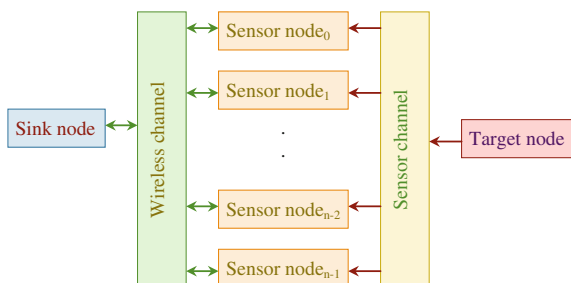 Sensor node0
Sensor node1
Sink node
Wireless channel
.
.
Sensor channel
Target node
Sensor noden-2
Sensor noden-1